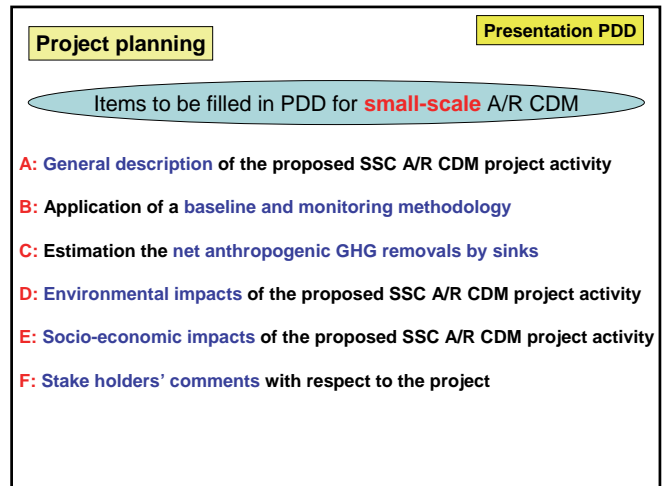 Project planning
Presentation PDD
Items to be filled in PDD for small-scale A/R CDM
A: General description of the proposed SSC A/R CDM project activity
B: Application of a baseline and monitoring methodology
C: Estimation the net anthropogenic GHG removals by sinks
D: Environmental impacts of the proposed SSC A/R CDM project activity
E: Socio-economic impacts of the proposed SSC A/R CDM project activity
F: Stake holders’ comments with respect to the project